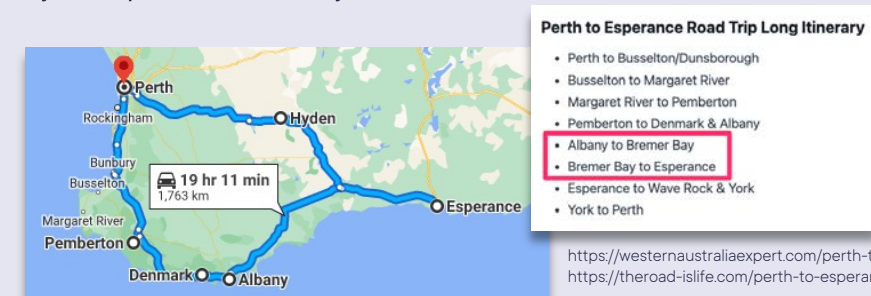 Perth to Esperance Road Trip Long Itinerary
• Perth to Busselton/Dunsborough
• Busselton to Margaret River
• Margaret River to Pemberton
• Pemberton to Denmark & Albany
• Albany to Bremer Bay
• Bremer Bay to Esperance
• Esperance to Wave Rock & York
• York to Perth
Perth
Rockingham
Hyden
Bunbury
Busselton
19 hr 11 min
1,763 km
Margaret River
Esperance
Pemberton
Denmark
Albany
https://westernaustraliaexpert.com/perth-t
https://theroad-islife.com/perth-to-esperan